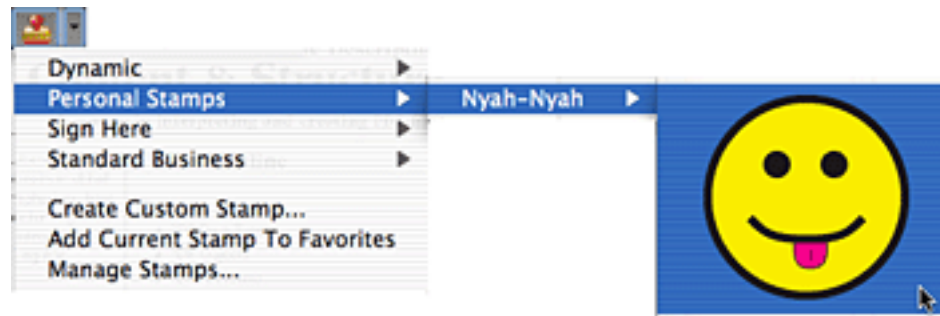 Dynamic
Personal Stamps
Nyah-Nyah
Sign Here
Standard Business
Create Custom Stamp...
Add Current Stamp To Favorites
Manage Stamps...